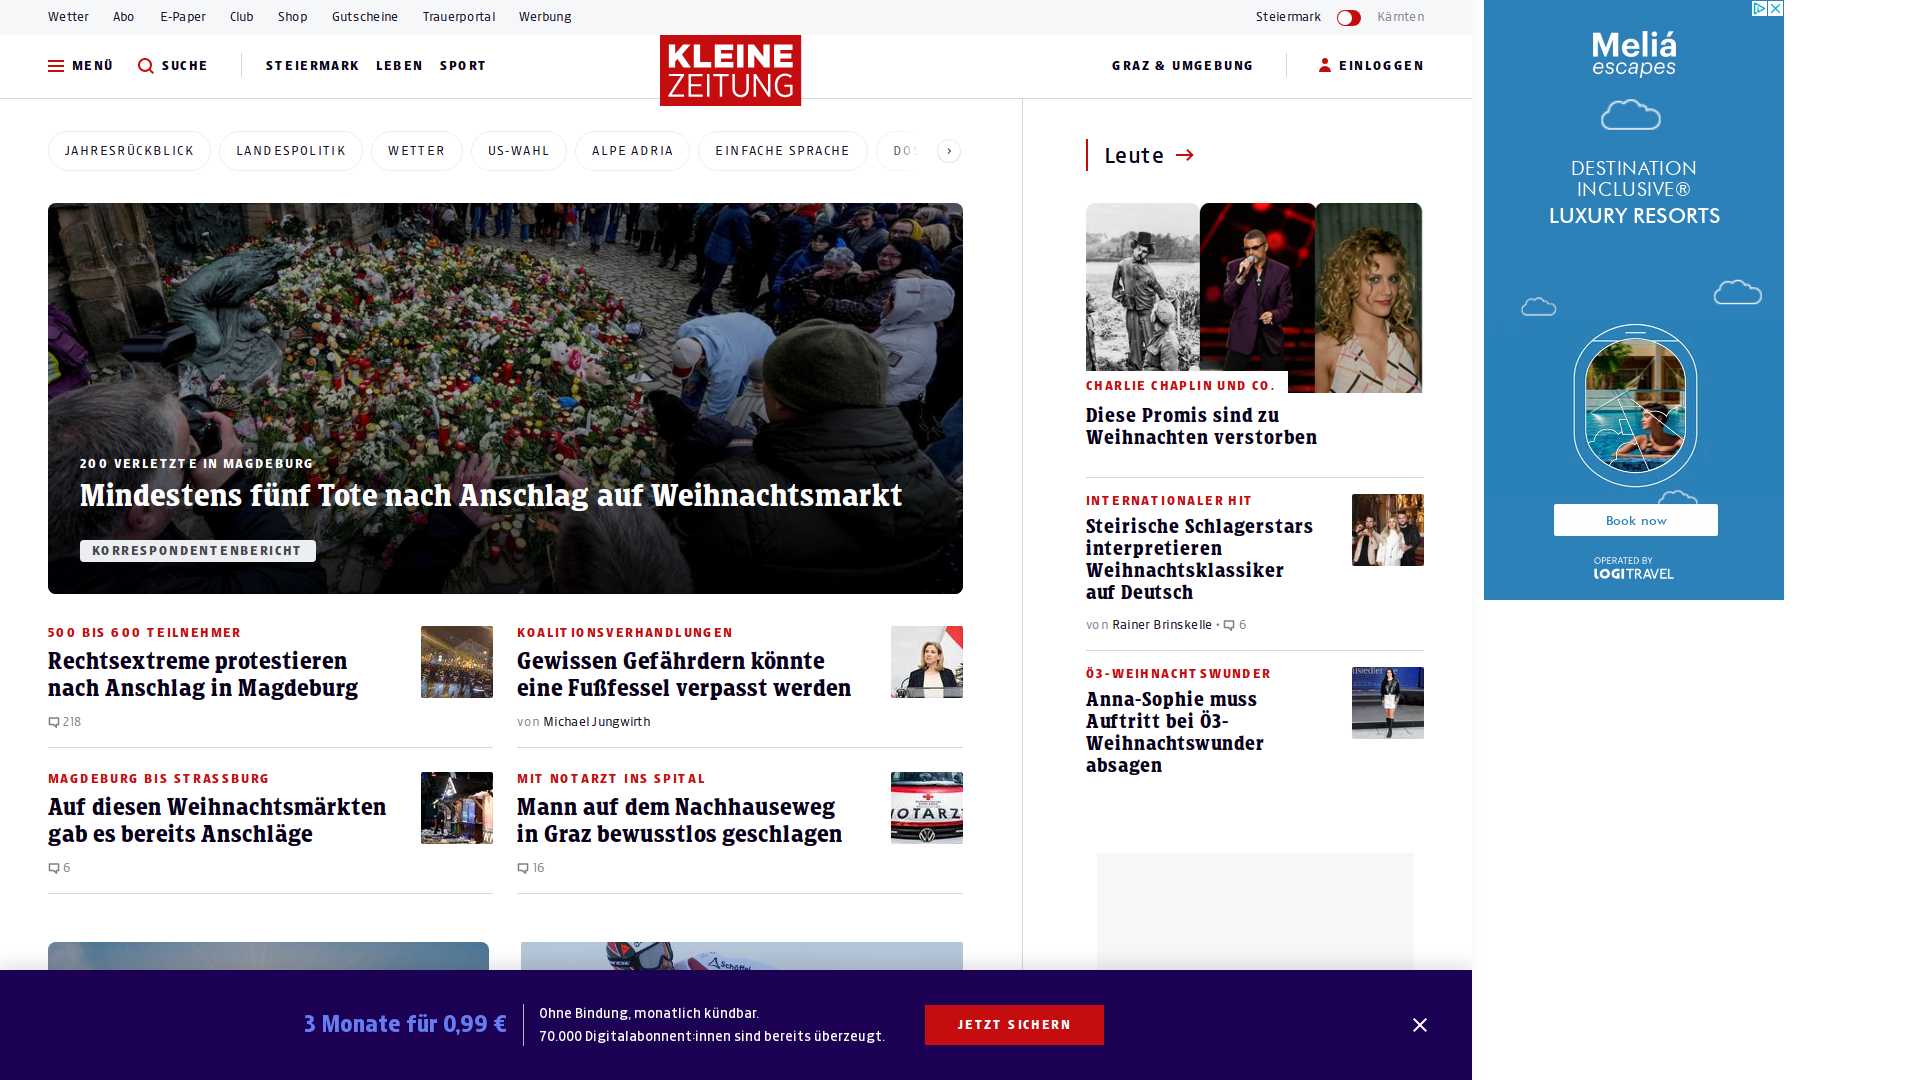 Wetter Abo E-Paper Club Shop Gutscheine Trauerportal Werbung
Steiermark Kärnten
MENÜ SUCHE STEIERMARK LEBEN SPORT
KLEINE
ZEITUNG
GRAZ & UMGEBUNG EINLOGGEN
JAHRESRÜCKBLICK LANDESPOLITIK WETTER US-WAHL ALPE ADRIA EINFACHE SPRACHE
200 VERLETZTE IN MAGDEBURG
Mindestens fünf Tote nach Anschlag auf Weihnachtsmarkt
KORRESPONDENTENBERICHT
500 BIS 600 TEILNEHMER
Rechtsextreme protestieren
nach Anschlag in Magdeburg
218
KOALITIONSVERHANDLUNGEN
Gewissen Gefährdern könnte
eine Fußfessel verpasst werden
von Michael Jungwirth
MAGDEBURG BIS STRASSBURG
Auf diesen Weihnachtsmärkten
gab es bereits Anschläge
6
MIT NOTARZT INS SPITAL
Mann auf dem Nachhauseweg
in Graz bewusstlos geschlagen
16
NOTARZT
Schöffel
Leute
CHARLIE CHAPLIN UND CO.
Diese Promis sind zu
Weihnachten verstorben
INTERNATIONALER HIT
Steirische Schlagerstars
interpretieren
Weihnachtsklassiker
auf Deutsch
von Rainer Brinskelle • 6
Ö3-WEIHNACHTSWUNDER
Anna-Sophie muss
Auftritt bei Ö3-
Weihnachtswunder
absagen
Meliá
escapes
DESTINATION
INCLUSIVE®
LUXURY RESORTS
Book now
OPERATED BY
LOGITRAVEL
3 Monate für 0,99 €
Ohne Bindung, monatlich kündbar.
70.000 Digitalabonnent:innen sind bereits überzeugt.
JETZT SICHERN